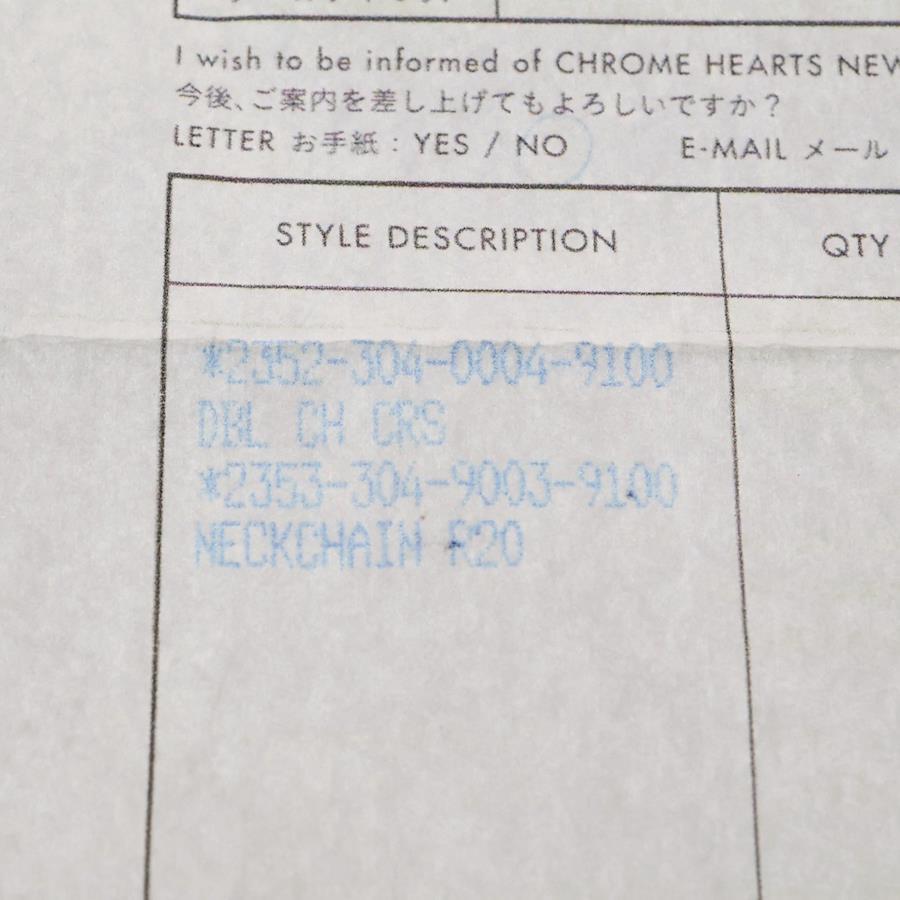 I wish to be informed of CHROME HEARTS NEW
今後、ご案内を差し上げてもよろしいですか？
LETTER お手紙 : YES / NO E-MAIL メール
STYLE DESCRIPTION QTY
*2352-304-0004-9100
DBL CH CRS
*2353-304-9003-9100
NECKCHAIN R20